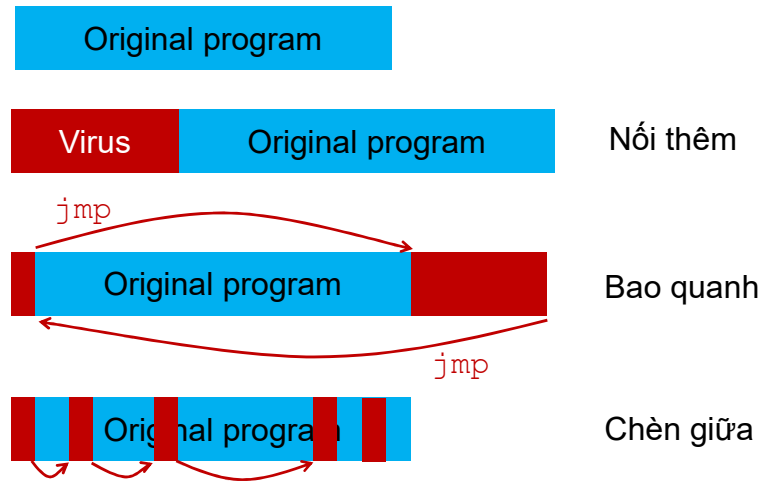 Original program
Virus Original program Nối thêm
jmp
Original program Bao quanh
jmp
Original program Chèn giữa